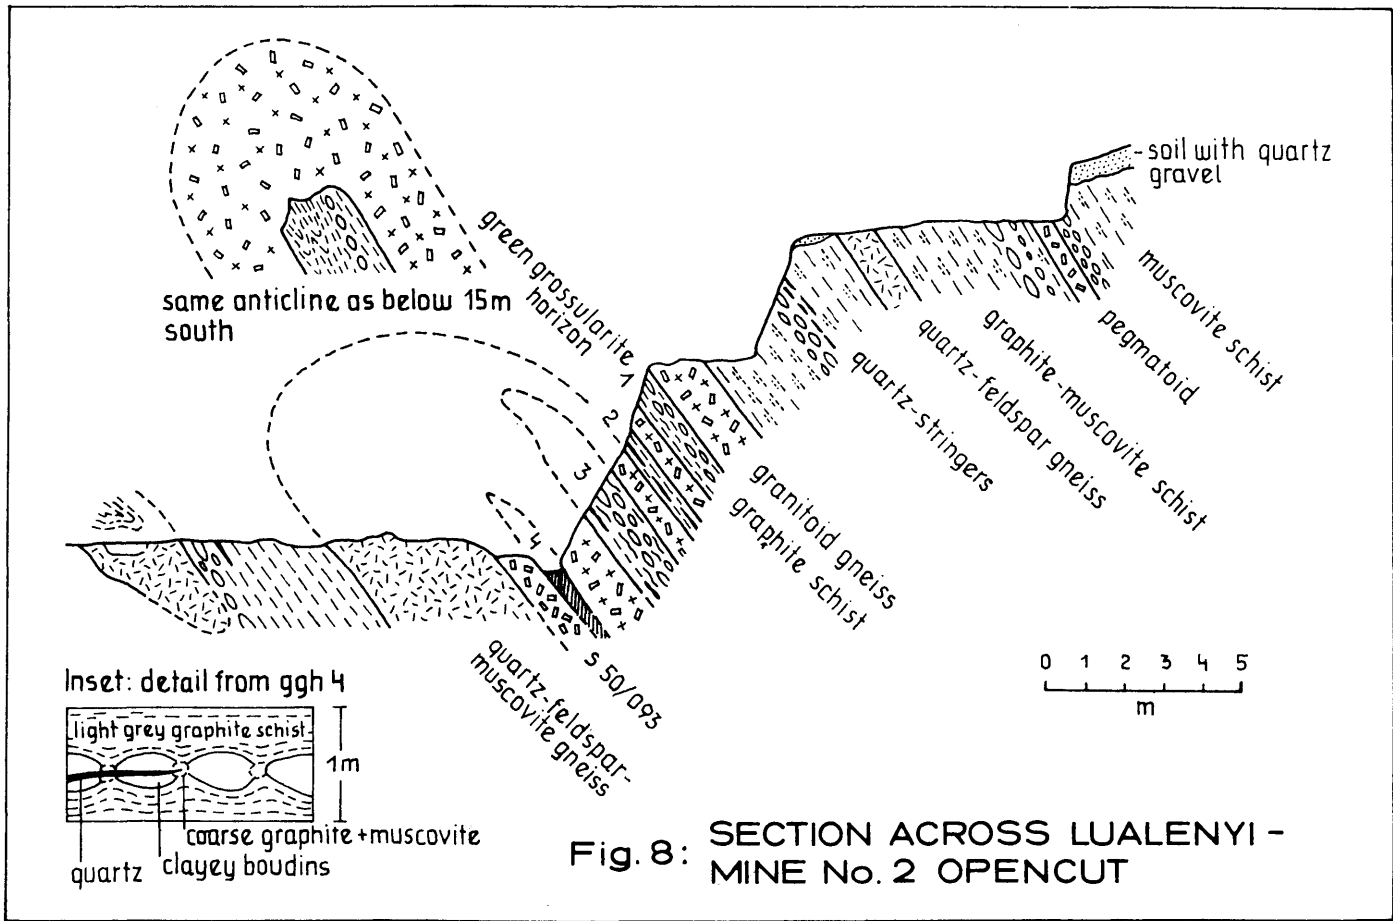 soil with quartz
gravel
green grossularite
horizon
same anticline as below 15m
south
muscovite schist
pegmatoid
graphite-muscovite schist
quartz-feldspar gneiss
quartz-stringers
1
2
3
4
granitoid gneiss
graphite schist
s 50/093
quartz-feldspar-
muscovite gneiss
0 1 2 3 4 5
m
Inset: detail from ggh 4
light grey graphite schist
1m
coarse graphite+muscovite
clayey boudins
quartz
Fig. 8: SECTION ACROSS LUALENYI -
MINE No. 2 OPENCUT